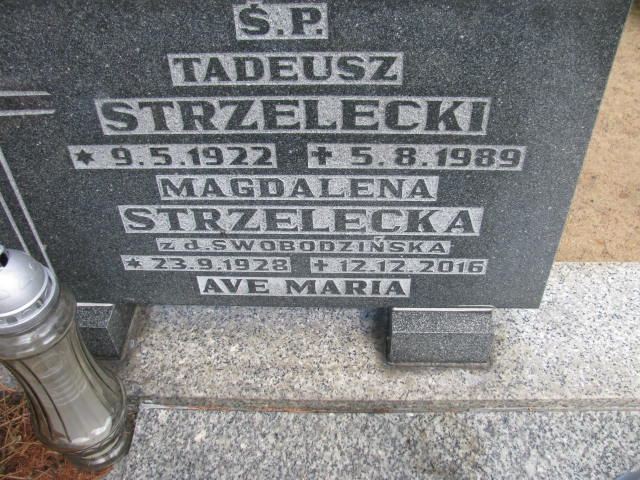 Ś.P.
TADEUSZ
STRZELECKI
* 9.5.1922 ✝ 5.8.1989
MAGDALENA
STRZELECKA
z d. SWOBODZIŃSKA
* 23.9.1928 ✝ 12.12.2016
AVE MARIA